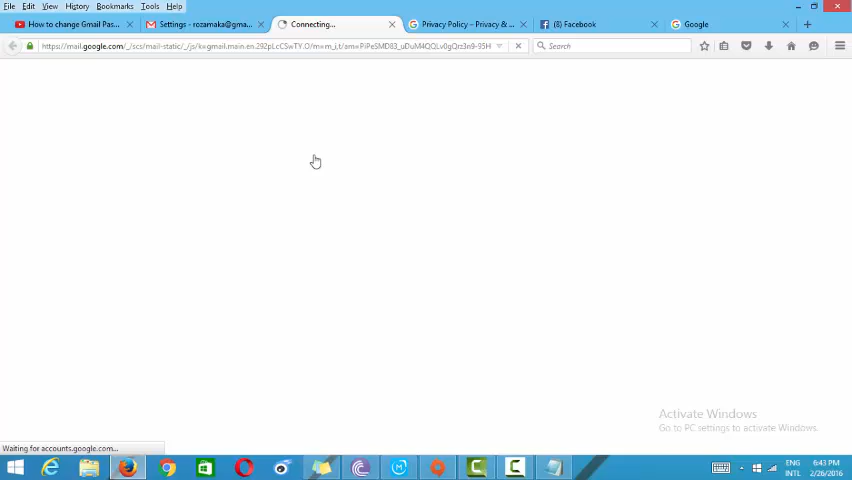 File Edit View History Bookmarks Tools Help
How to change Gmail Pas... Settings - rozamaka@gma... Connecting... Privacy Policy – Privacy & ... (8) Facebook Google
Search
Activate Windows
Go to PC settings to activate Windows.
Waiting for accounts.google.com...
ENG 6:43 PM
INTL 2/26/2016